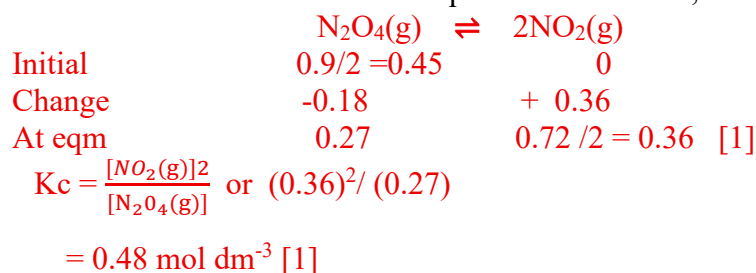 N₂O₄(g) ⇌ 2NO₂(g)
Initial 0.9/2 =0.45 0
Change -0.18 + 0.36
At eqm 0.27 0.72 /2 = 0.36 [1]
Kc = [NO₂(g)]2 / [N₂0₄(g)] or (0.36)²/ (0.27)
= 0.48 mol dm⁻³ [1]